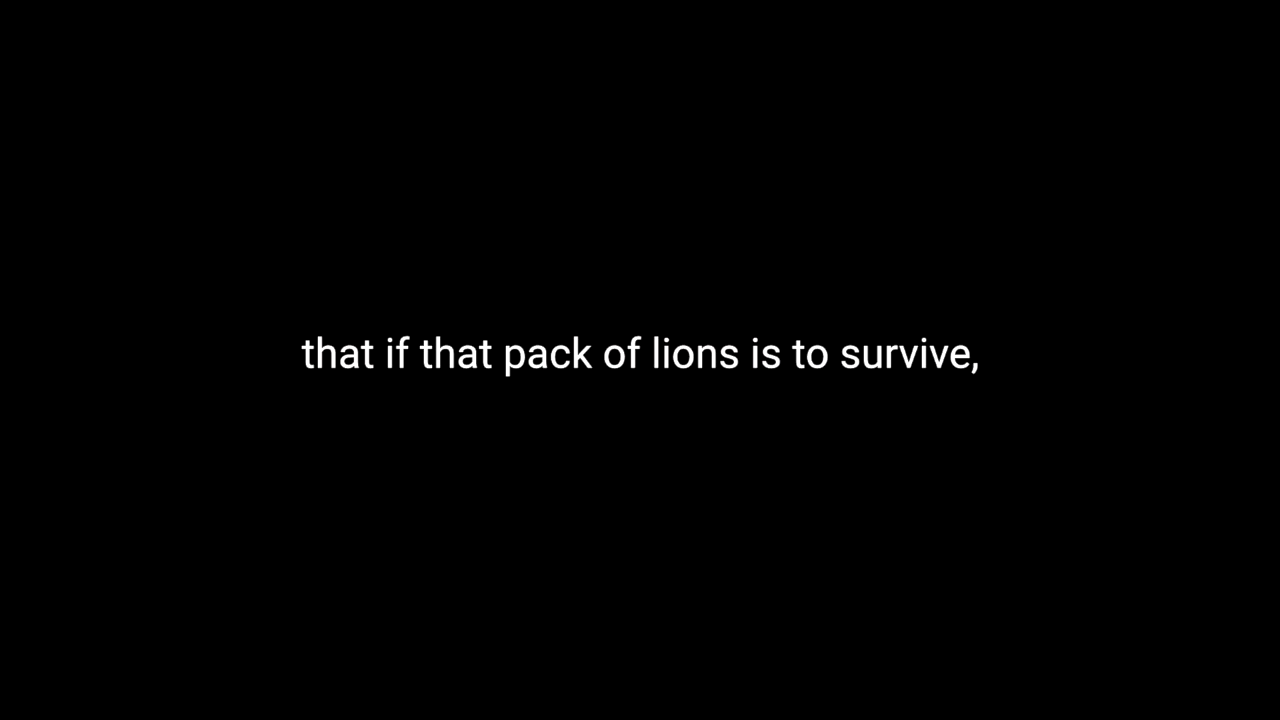 that if that pack of lions is to survive,